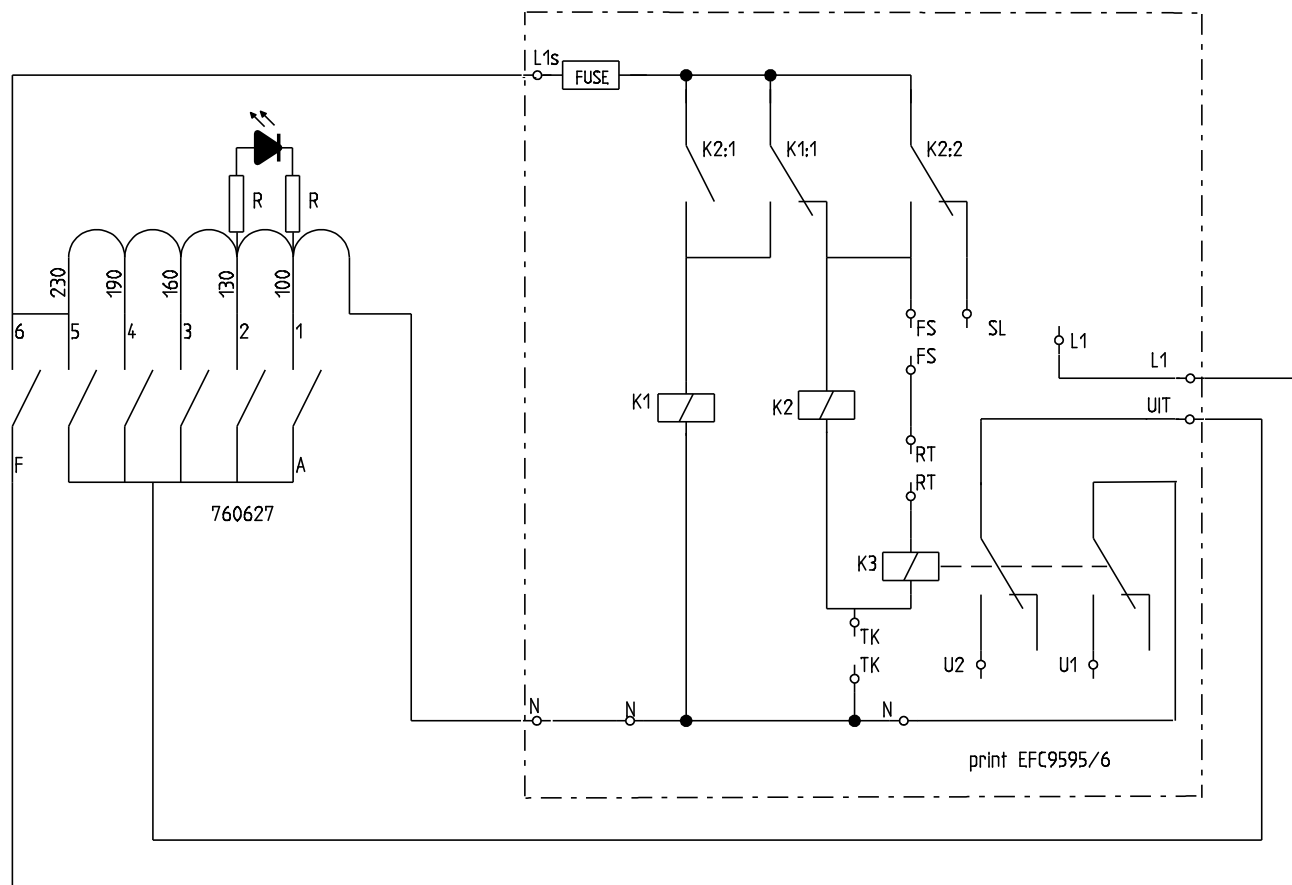 L1s
FUSE
K2:1
K1:1
K2:2
R
R
230
190
160
130
100
6
5
4
3
2
1
FS
SL
FS
L1
L1
K1
K2
UIT
F
A
RT
RT
760627
K3
TK
TK
U2
U1
N
N
N
print EFC9595/6